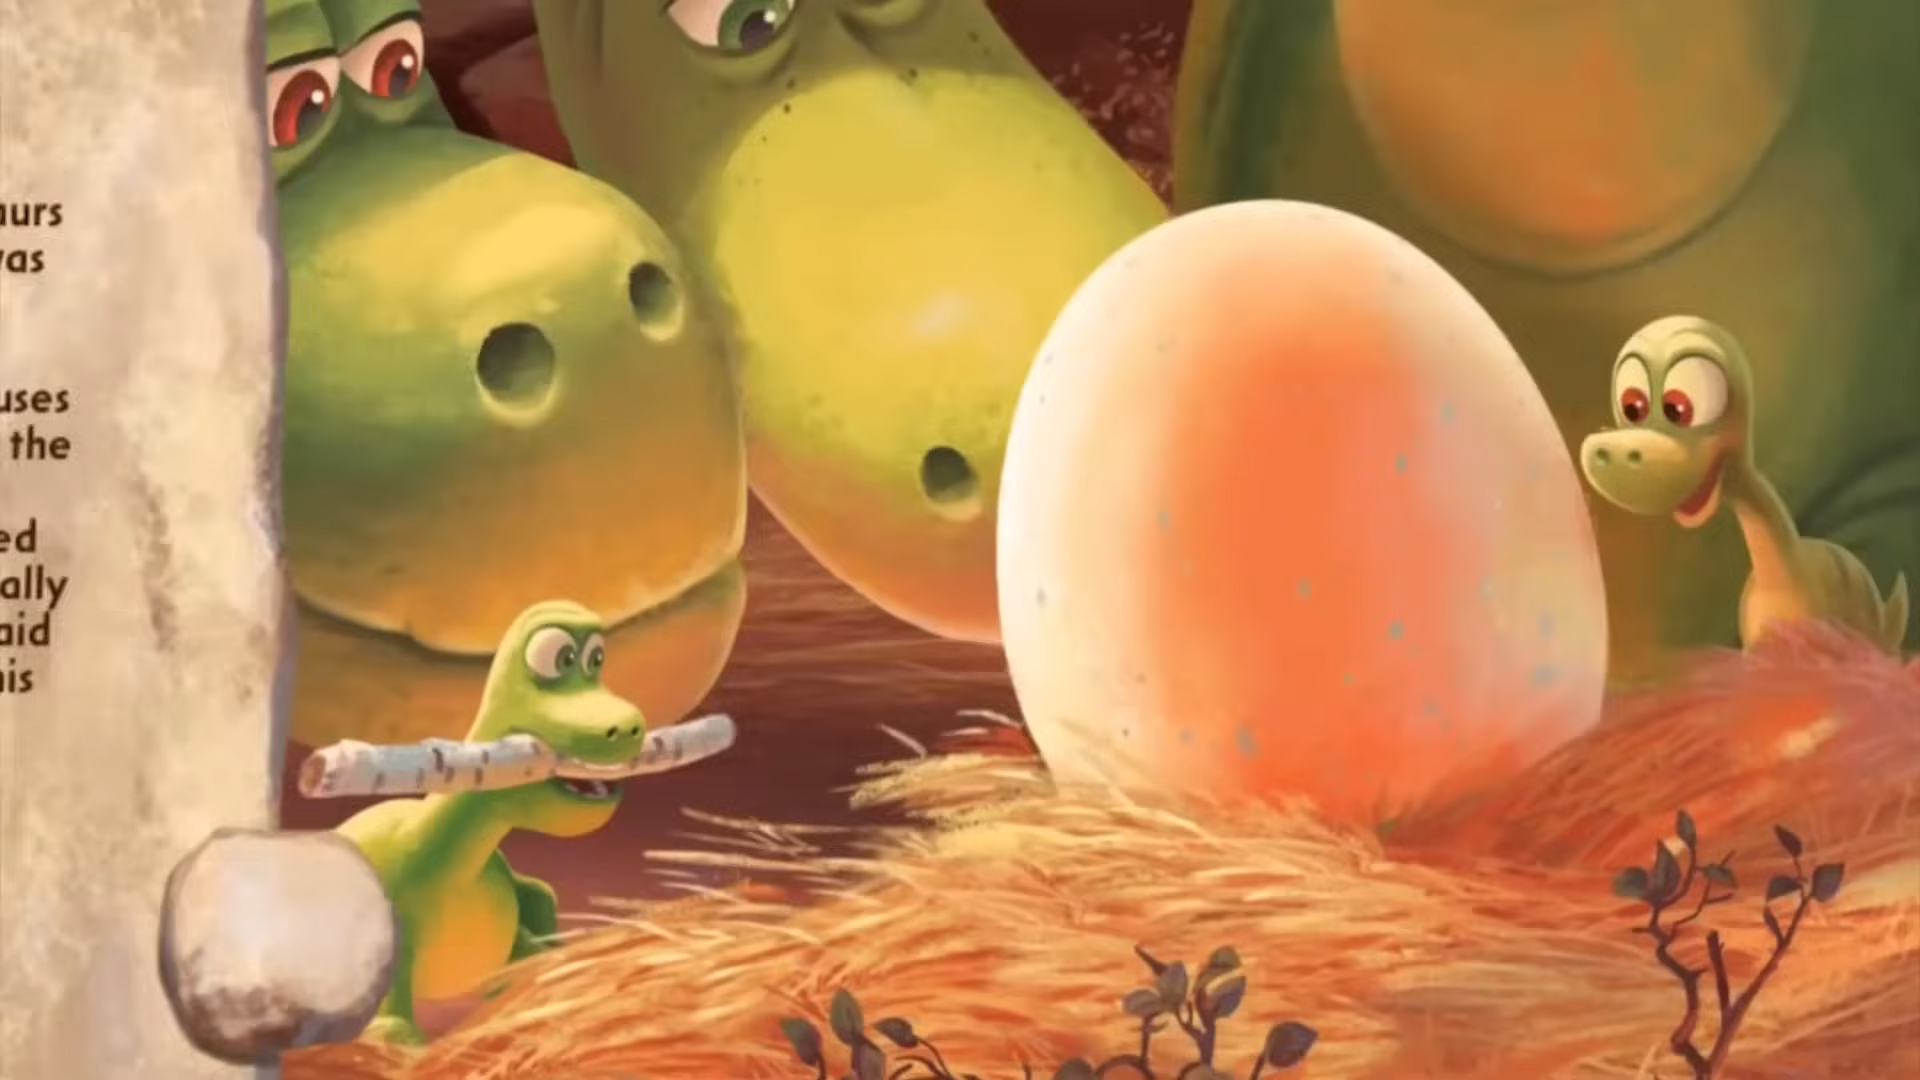 aurs
vas
uses
the
ed
ally
aid
his